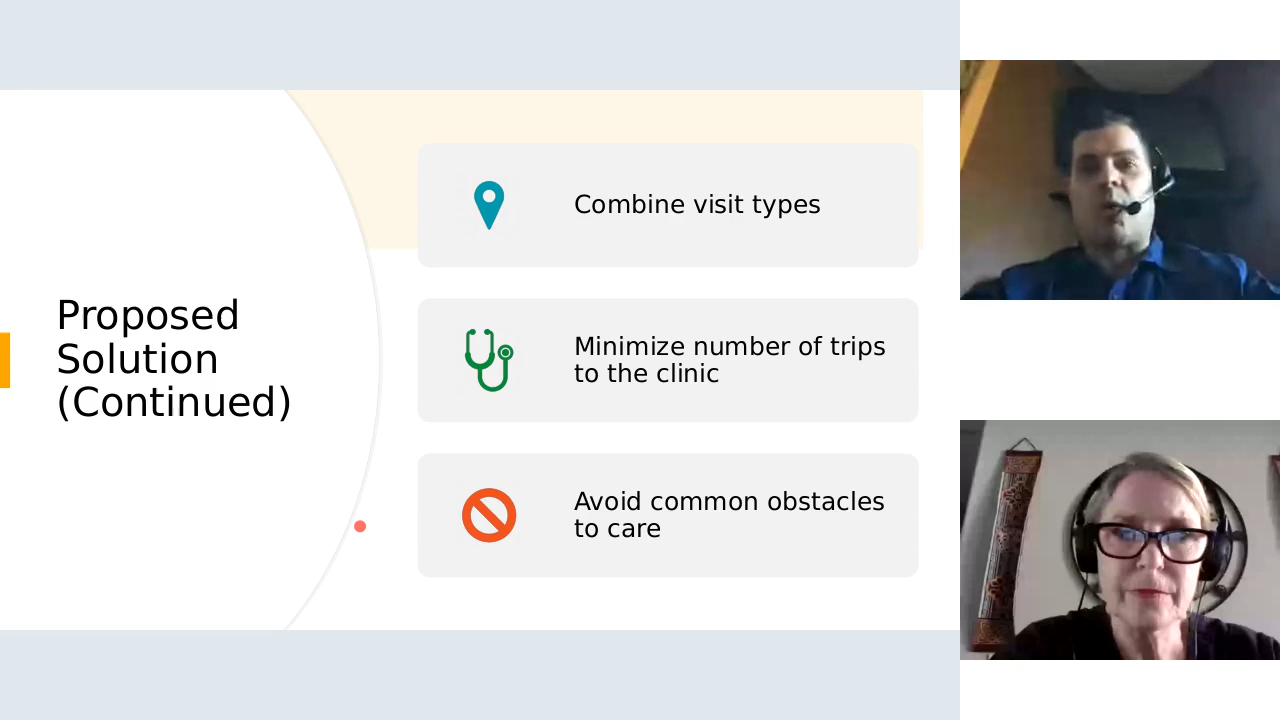 Proposed
Solution
(Continued)
Combine visit types
Minimize number of trips
to the clinic
Avoid common obstacles
to care